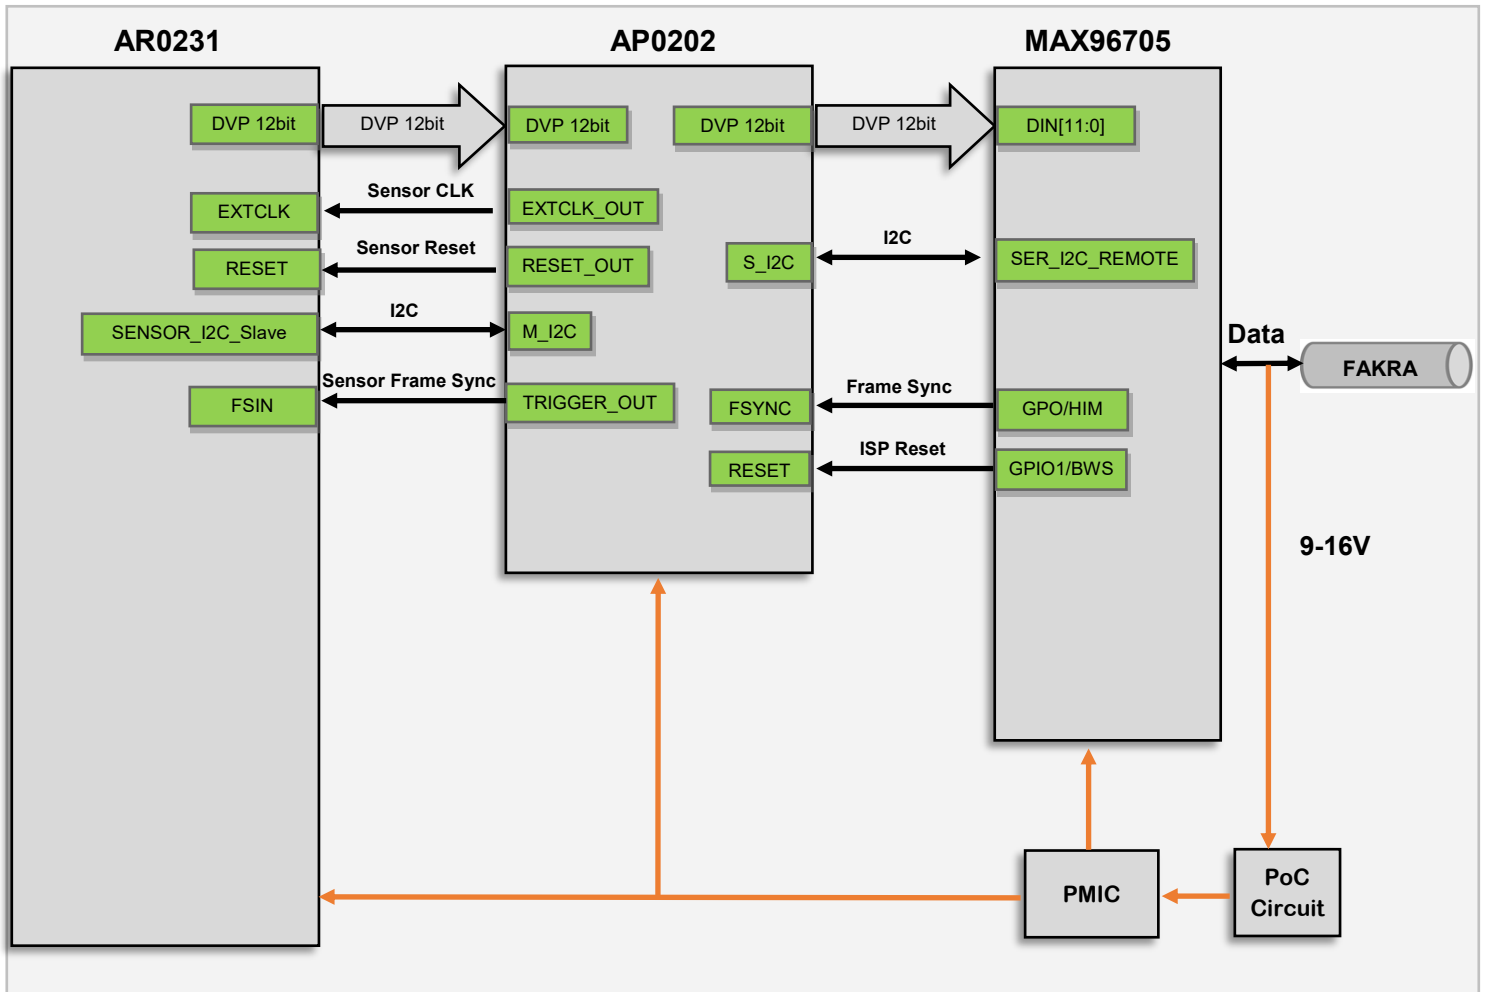 AR0231
AP0202
MAX96705
DVP 12bit
DVP 12bit
DVP 12bit
DVP 12bit
DVP 12bit
DIN[11:0]
Sensor CLK
EXTCLK
EXTCLK_OUT
Sensor Reset
RESET
RESET_OUT
I2C
S_I2C
SER_I2C_REMOTE
I2C
SENSOR_I2C_Slave
M_I2C
Data
FAKRA
Sensor Frame Sync
FSIN
TRIGGER_OUT
Frame Sync
FSYNC
GPO/HIM
ISP Reset
RESET
GPIO1/BWS
9-16V
PMIC
PoC
Circuit